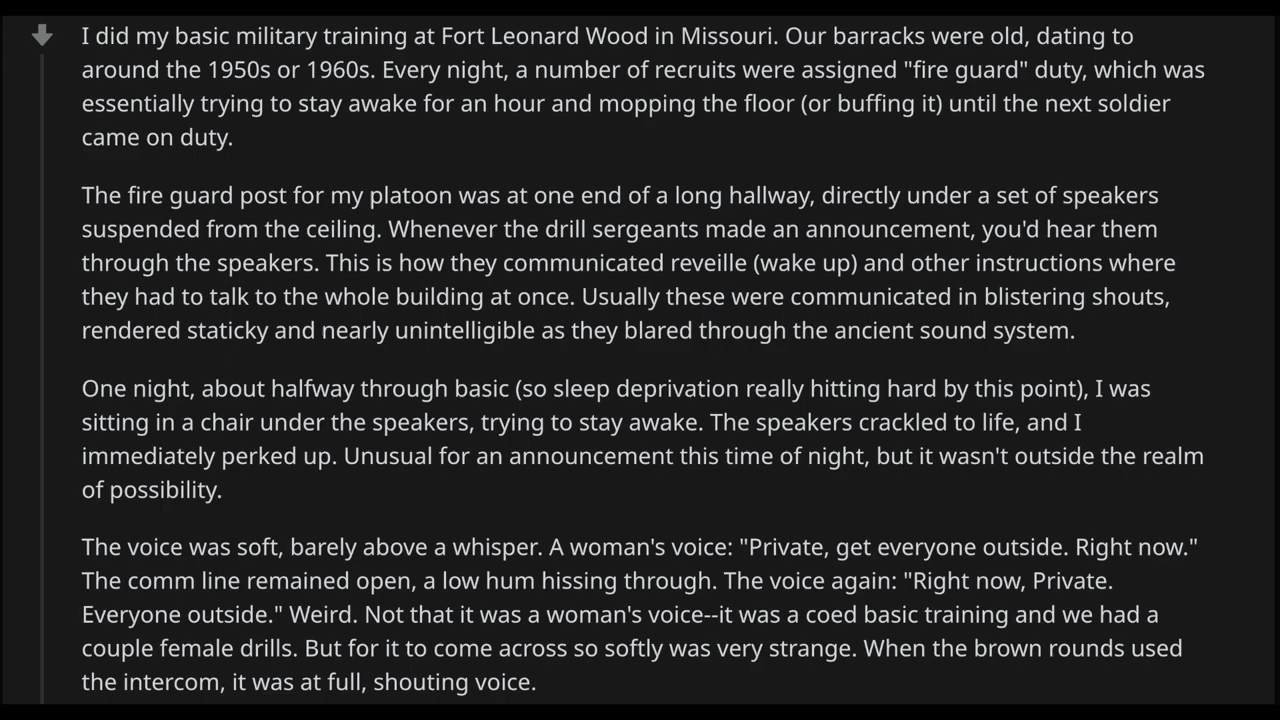 I did my basic military training at Fort Leonard Wood in Missouri. Our barracks were old, dating to
around the 1950s or 1960s. Every night, a number of recruits were assigned "fire guard" duty, which was
essentially trying to stay awake for an hour and mopping the floor (or buffing it) until the next soldier
came on duty.
The fire guard post for my platoon was at one end of a long hallway, directly under a set of speakers
suspended from the ceiling. Whenever the drill sergeants made an announcement, you'd hear them
through the speakers. This is how they communicated reveille (wake up) and other instructions where
they had to talk to the whole building at once. Usually these were communicated in blistering shouts,
rendered staticky and nearly unintelligible as they blared through the ancient sound system.
One night, about halfway through basic (so sleep deprivation really hitting hard by this point), I was
sitting in a chair under the speakers, trying to stay awake. The speakers crackled to life, and I
immediately perked up. Unusual for an announcement this time of night, but it wasn't outside the realm
of possibility.
The voice was soft, barely above a whisper. A woman's voice: "Private, get everyone outside. Right now."
The comm line remained open, a low hum hissing through. The voice again: "Right now, Private.
Everyone outside." Weird. Not that it was a woman's voice--it was a coed basic training and we had a
couple female drills. But for it to come across so softly was very strange. When the brown rounds used
the intercom, it was at full, shouting voice.